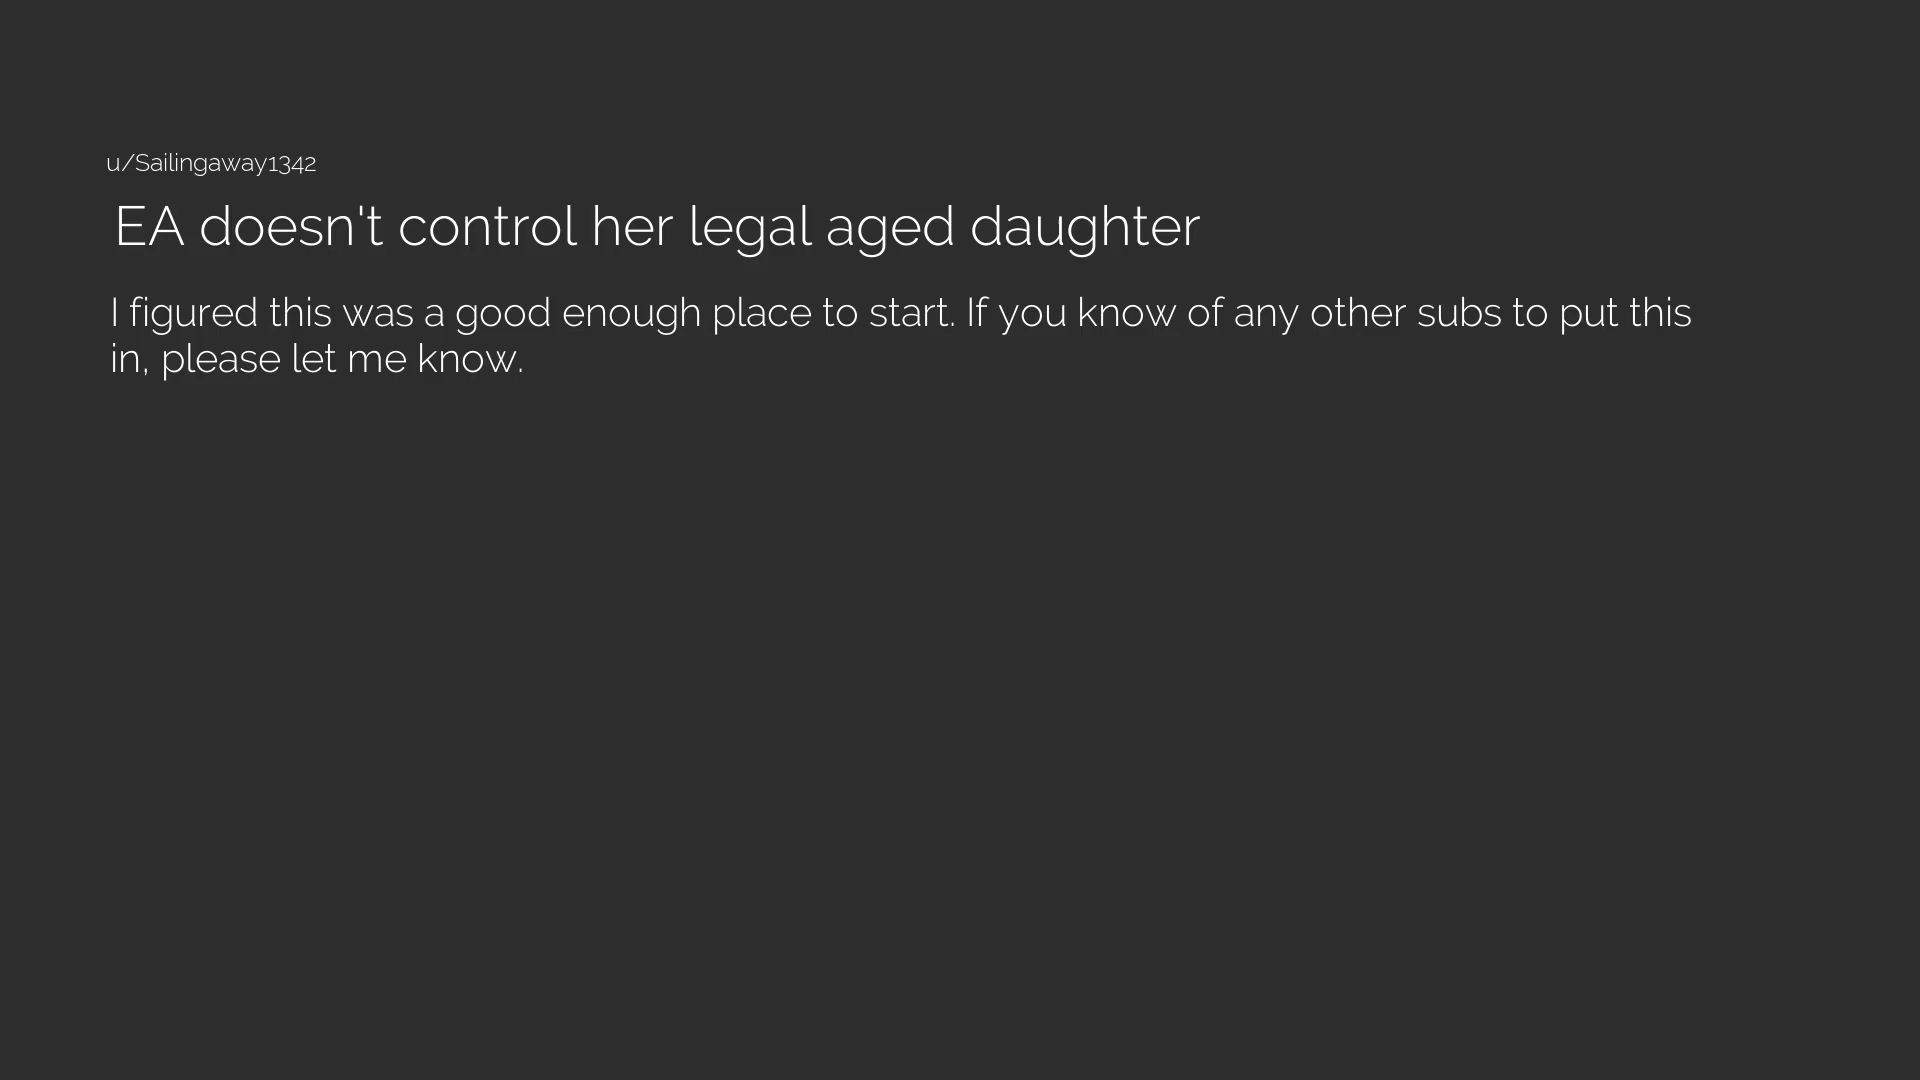 u/Sailingaway1342
EA doesn't control her legal aged daughter
I figured this was a good enough place to start. If you know of any other subs to put this
in, please let me know.